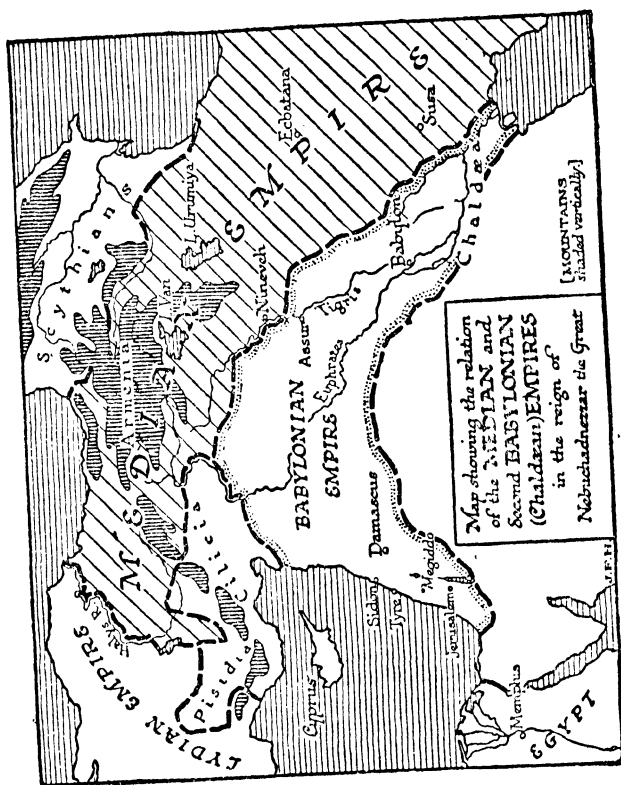 Scythians
Armenia
L. Van
L. Urumiya
MEDIAN EMPIRE
Ecbatana
Susa
Nineveh
LYDIAN EMPIRE
Halys R.
Pisidia
Cilicia
Assur
Tigris
Euphrates
BABYLONIAN
EMPIRE
Babylon
Chaldæa
Cyprus
Damascus
Sidon
Tyre
Megiddo
Jerusalem
Memphis
EGYPT
[MOUNTAINS
shaded vertically]
Map showing the relation
of the MEDIAN and
Second BABYLONIAN
(Chaldæan) EMPIRES
in the reign of
Nebuchadnezzar the Great
J.F.H.